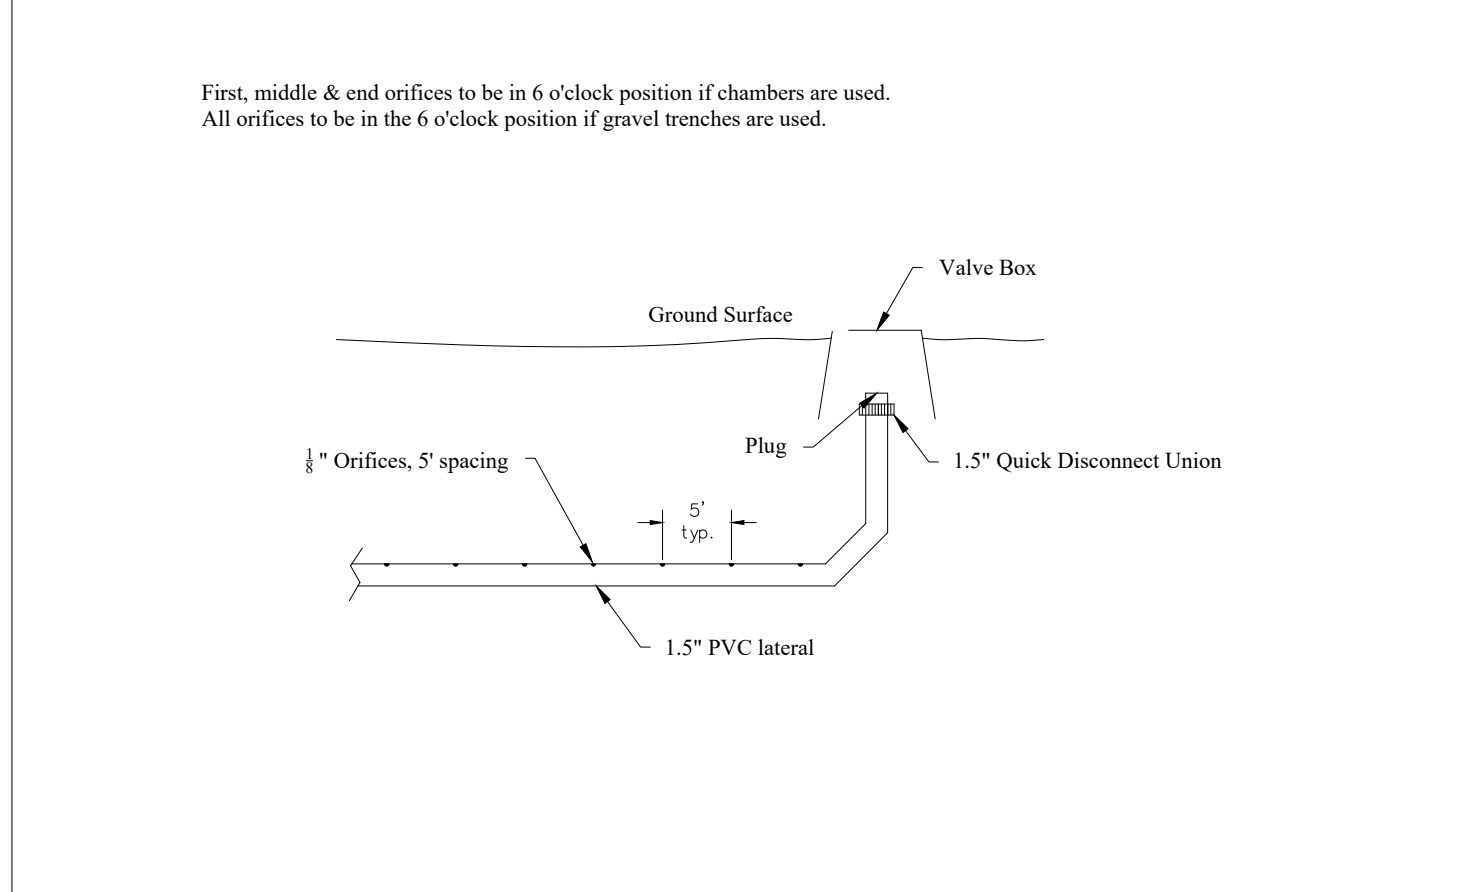 First, middle & end orifices to be in 6 o'clock position if chambers are used.
All orifices to be in the 6 o'clock position if gravel trenches are used.
Valve Box
Ground Surface
Plug
1/8" Orifices, 5' spacing
1.5" Quick Disconnect Union
5'
typ.
1.5" PVC lateral